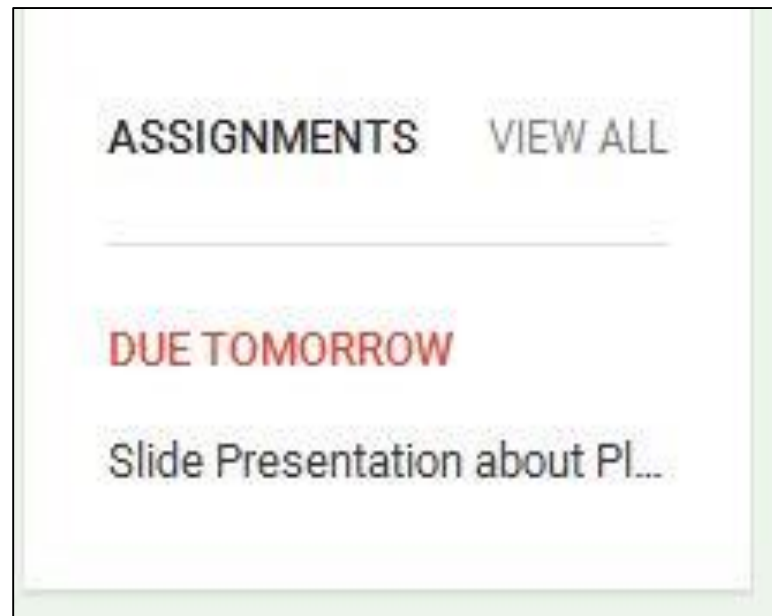 ASSIGNMENTS VIEW ALL
DUE TOMORROW
Slide Presentation about Pl...